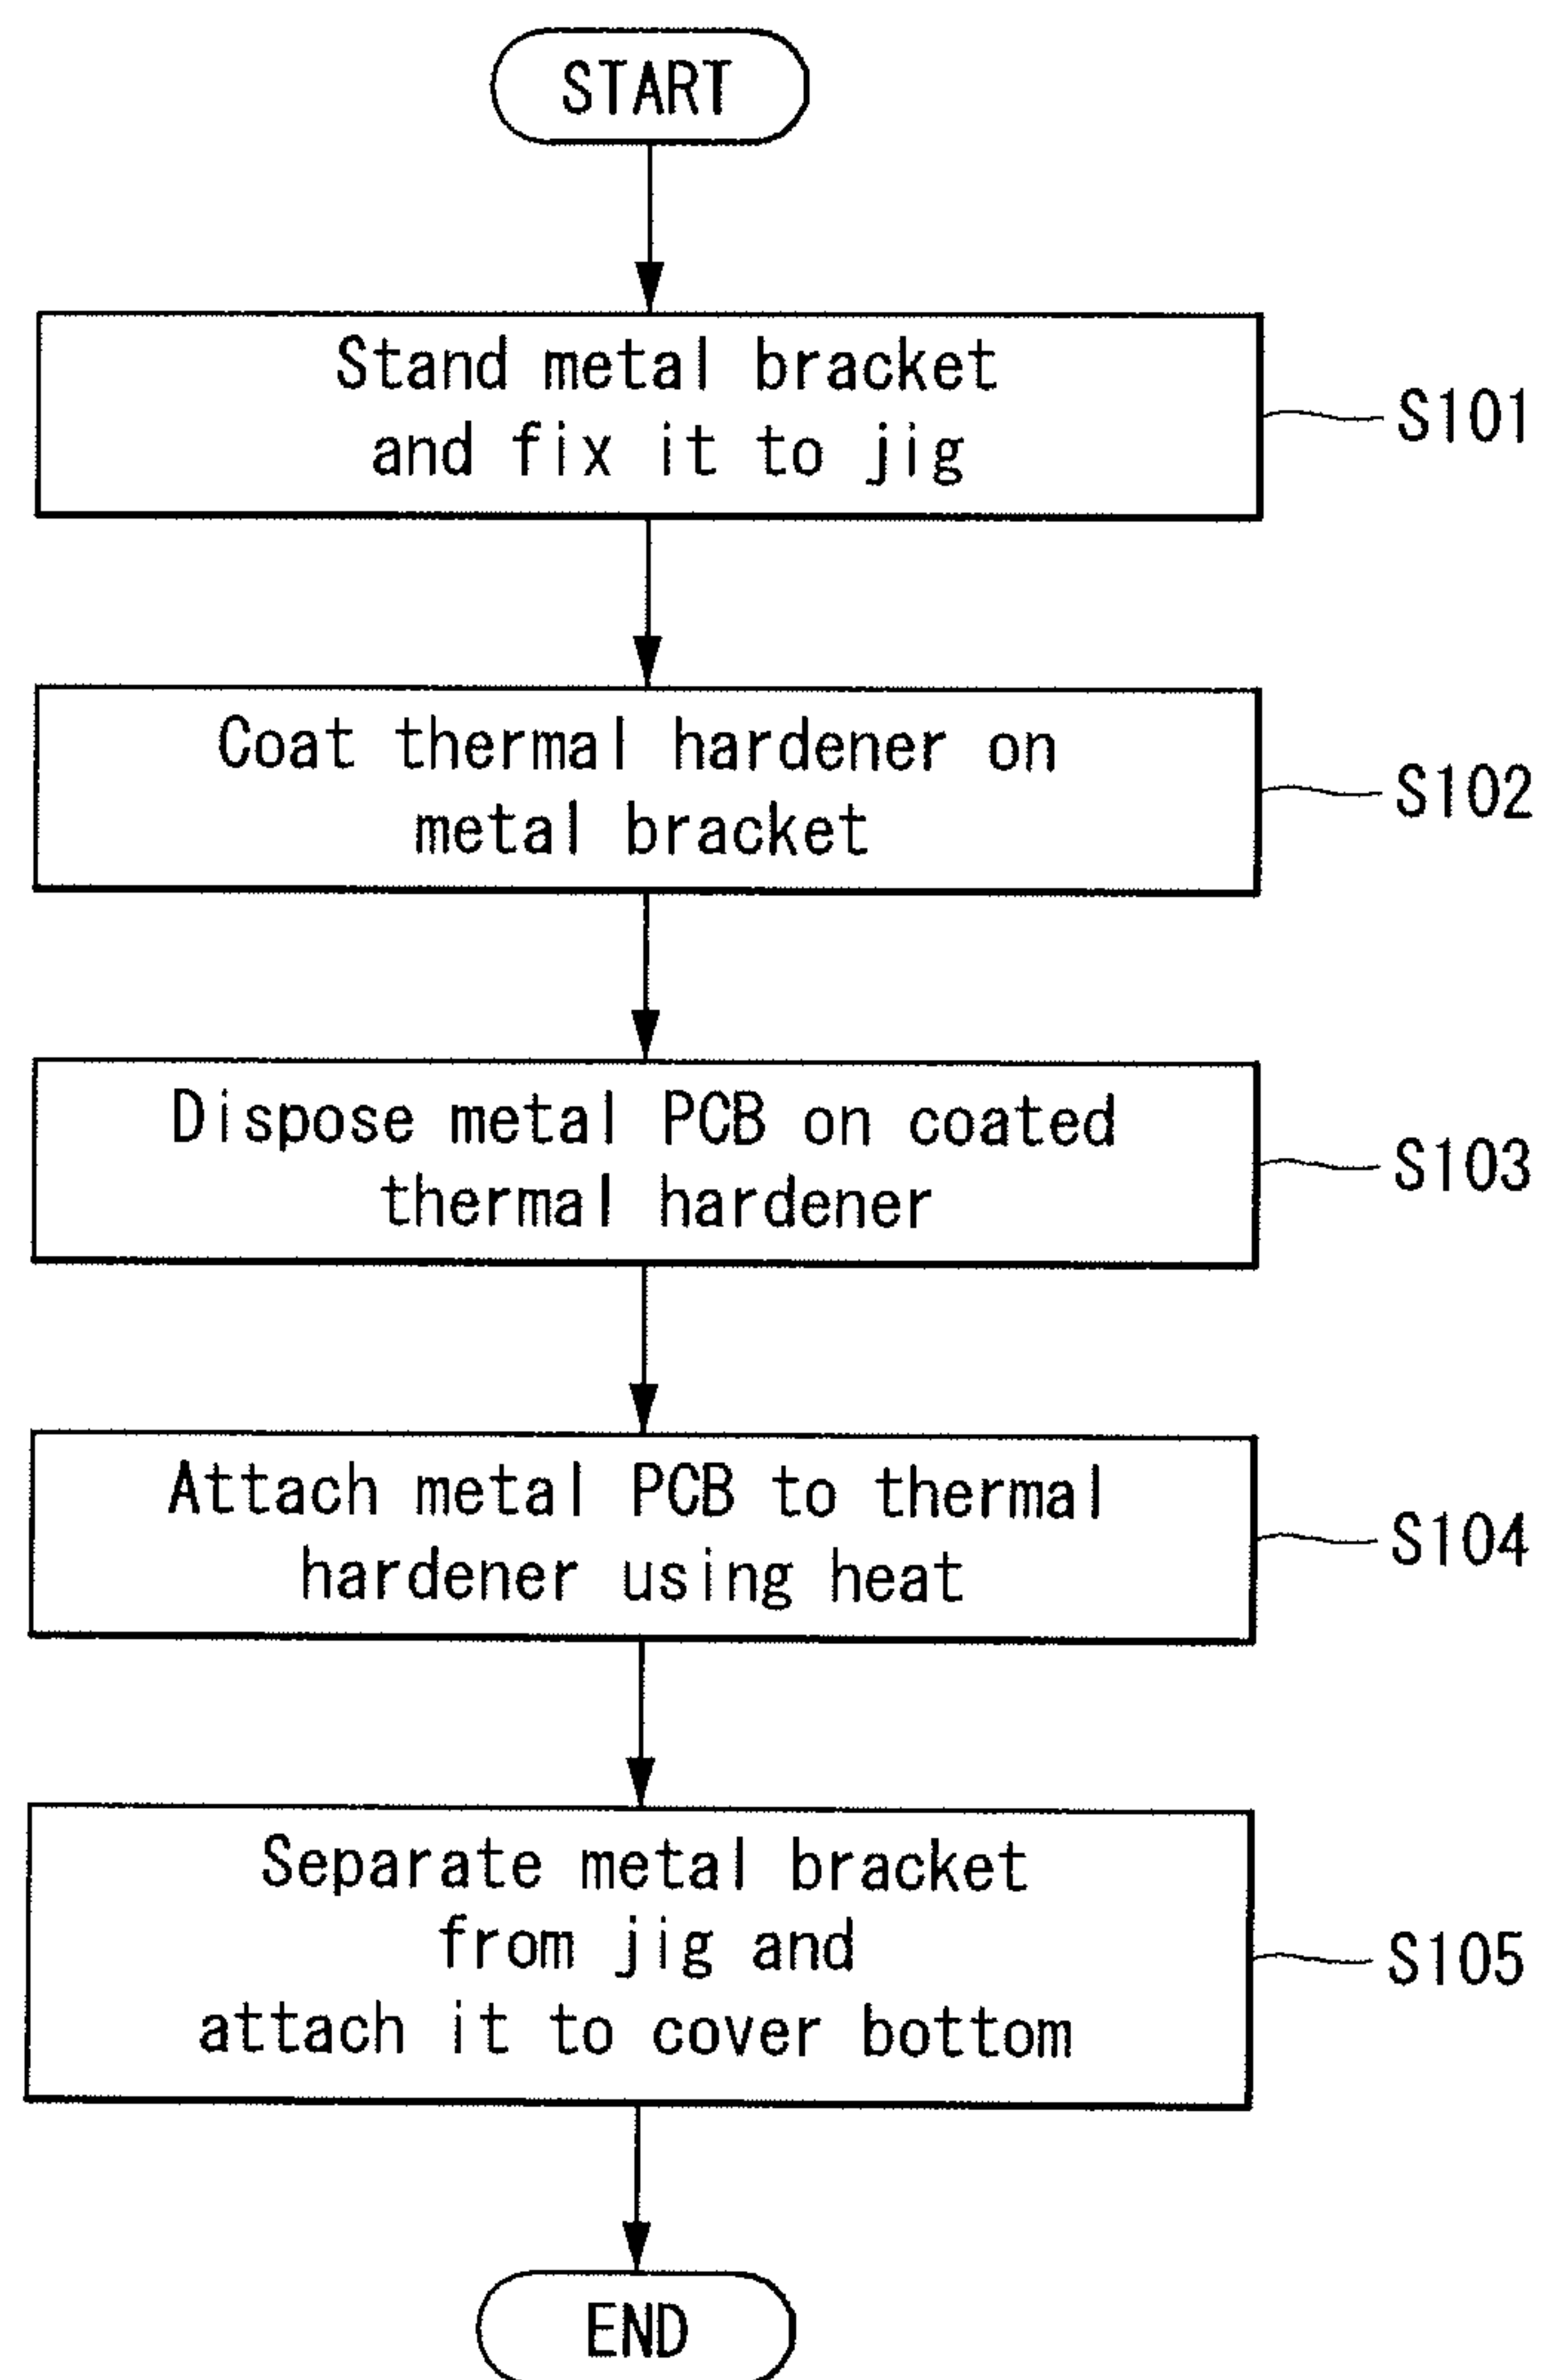 START
Stand metal bracket
and fix it to jig
S101
Coat thermal hardener on
metal bracket
S102
Dispose metal PCB on coated
thermal hardener
S103
Attach metal PCB to thermal
hardener using heat
S104
Separate metal bracket
from jig and
attach it to cover bottom
S105
END